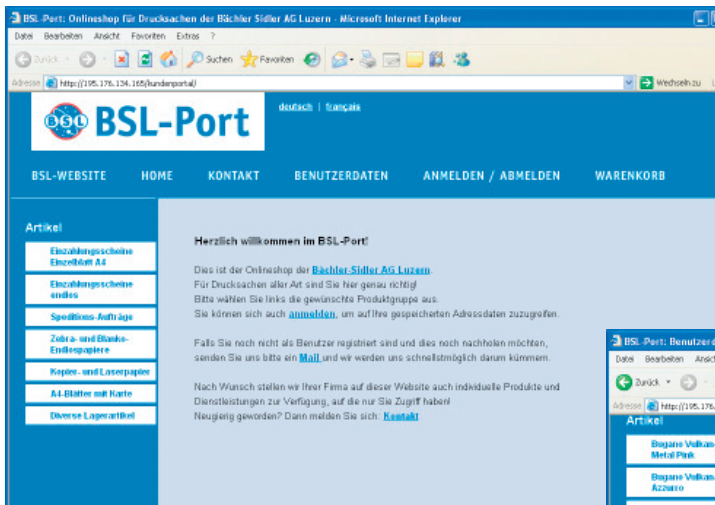 BSL-Port: Onlineshop für Drucksachen der Bächler Sidler AG Luzern - Microsoft Internet Explorer
Datei Bearbeiten Ansicht Favoriten Extras ?
Zurück Suchen Favoriten
Adresse http://195.176.134.165/kundenportal/ Wechseln zu
BSL BSL-Port
deutsch | français
BSL-WEBSITE HOME KONTAKT BENUTZERDATEN ANMELDEN / ABMELDEN WARENKORB
Artikel
Einzahlungsscheine
Einzelblatt A4
Einzahlungsscheine
endlos
Speditions-Aufträge
Zebra- und Blanko-
Endlospapiere
Kopier- und Laserpapier
A4-Blätter mit Karte
Diverse Lagerartikel
Herzlich willkommen im BSL-Port!
Dies ist der Onlineshop der Bächler-Sidler AG Luzern.
Für Drucksachen aller Art sind Sie hier genau richtig!
Bitte wählen Sie links die gewünschte Produktgruppe aus.
Sie können sich auch anmelden, um auf Ihre gespeicherten Adressdaten zuzugreifen.
Falls Sie noch nicht als Benutzer registriert sind und dies noch nachholen möchten,
senden Sie uns bitte ein Mail und wir werden uns schnellstmöglich darum kümmern.
Nach Wunsch stellen wir Ihrer Firma auf dieser Website auch individuelle Produkte und
Dienstleistungen zur Verfügung, auf die nur Sie Zugriff haben!
Neugierig geworden? Dann melden Sie sich: Kontakt
BSL-Port: Benutzerd
Datei Bearbeiten Ansich
Zurück
Adresse http://195.176.
Artikel
Bugano Vulkan-
Metal Pink
Bugano Vulkan-
Azzurro